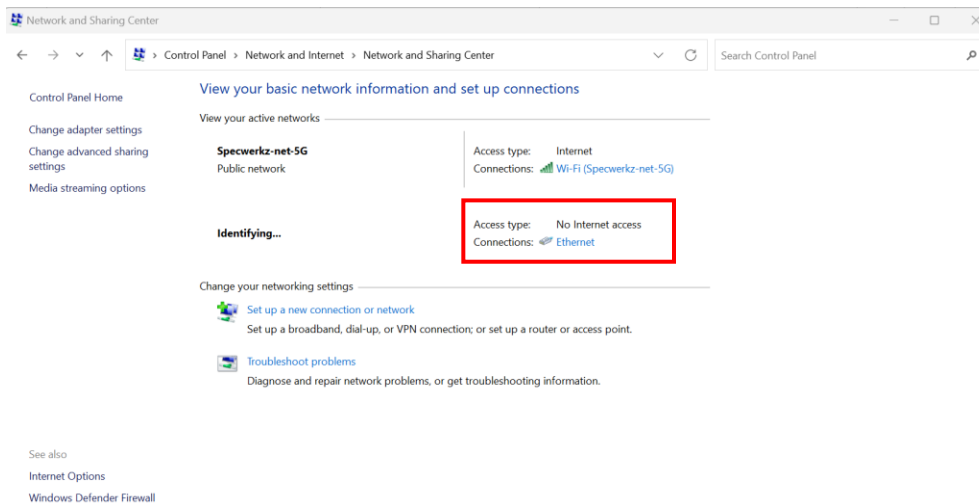 Network and Sharing Center
Control Panel > Network and Internet > Network and Sharing Center
Search Control Panel
Control Panel Home
Change adapter settings
Change advanced sharing
settings
Media streaming options
View your basic network information and set up connections
View your active networks
Specwerkz-net-5G
Public network
Access type: Internet
Connections: Wi-Fi (Specwerkz-net-5G)
Identifying...
Access type: No Internet access
Connections: Ethernet
Change your networking settings
Set up a new connection or network
Set up a broadband, dial-up, or VPN connection; or set up a router or access point.
Troubleshoot problems
Diagnose and repair network problems, or get troubleshooting information.
See also
Internet Options
Windows Defender Firewall